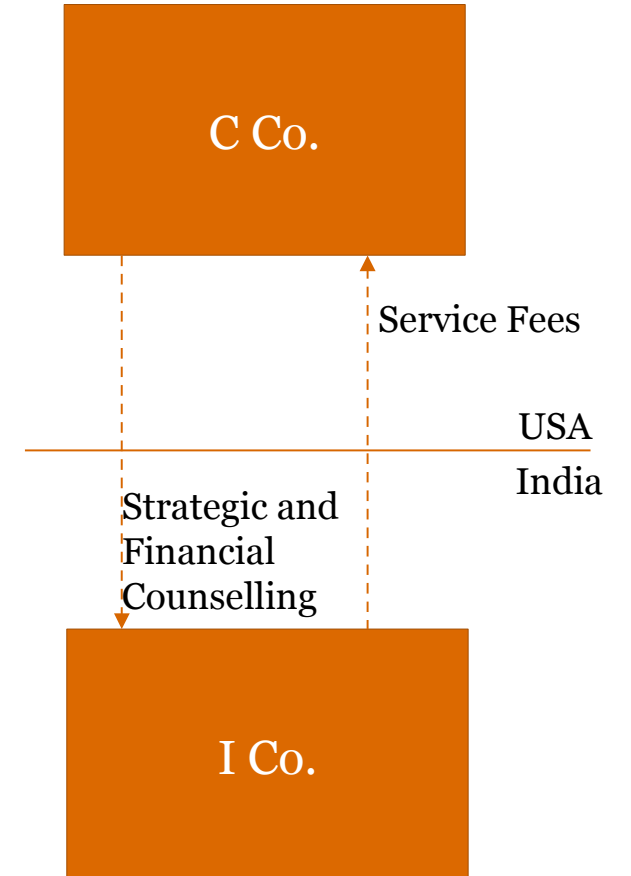 C Co.
Service Fees
USA
India
Strategic and
Financial
Counselling
I Co.